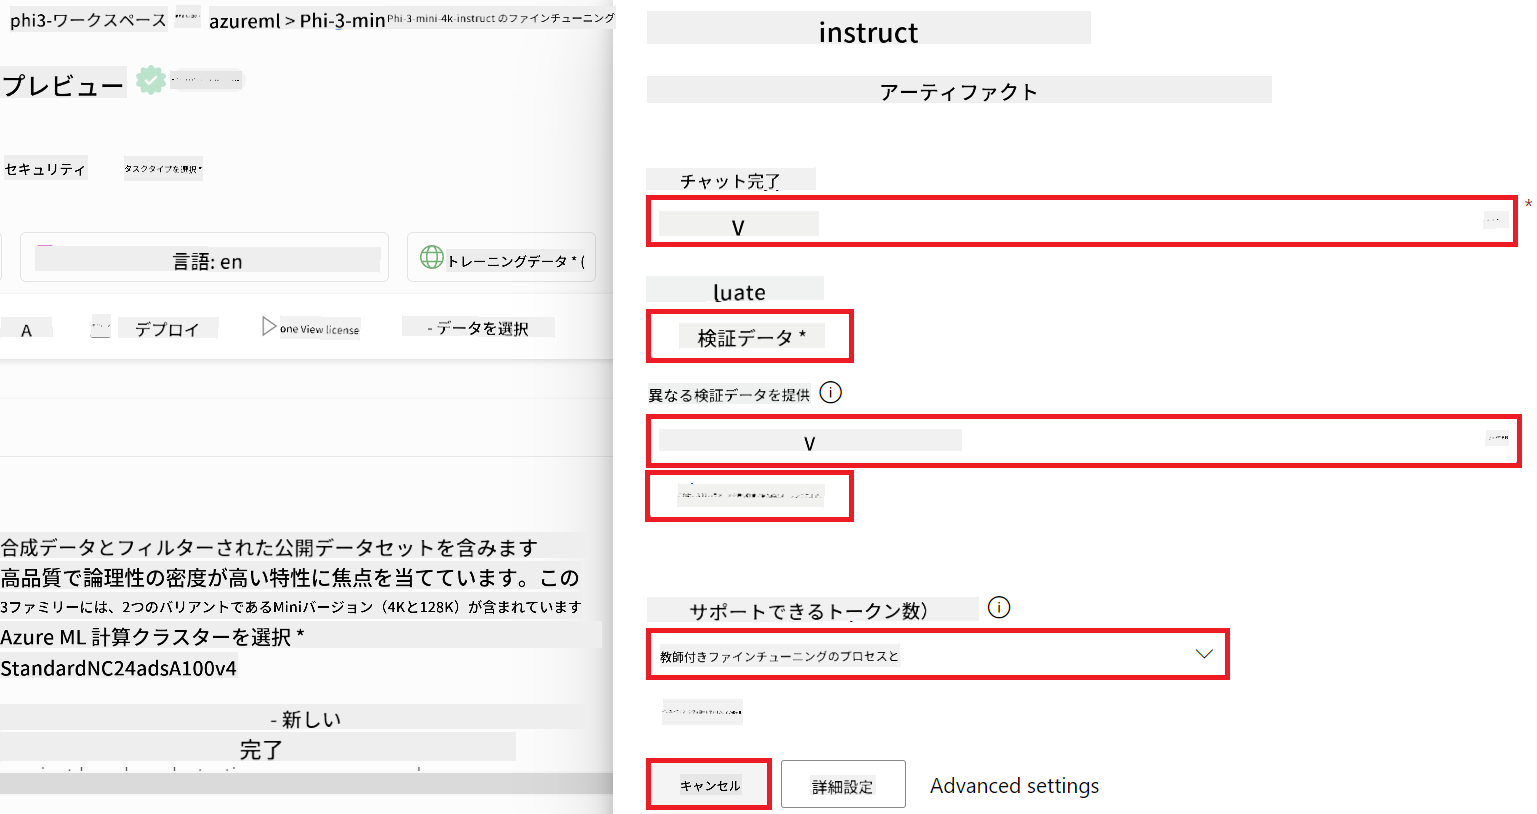 phi3-ワークスペース
azureml > Phi-3-min
Phi-3-mini-4k-instruct のファインチューニング
プレビュー
セキュリティ
タスクタイプを選択 *
言語: en
トレーニングデータ * (
A
デプロイ
one View license
- データを選択
合成データとフィルターされた公開データセットを含みます
高品質で論理性の密度が高い特性に焦点を当てています。この
3ファミリーには、2つのバリアントであるMiniバージョン（4Kと128K）が含まれています
Azure ML 計算クラスターを選択 *
StandardNC24adsA100v4
- 新しい
完了
instruct
アーティファクト
チャット完了
*
V
luate
検証データ *
異なる検証データを提供
V
サポートできるトークン数）
教師付きファインチューニングのプロセスと
キャンセル
詳細設定
Advanced settings